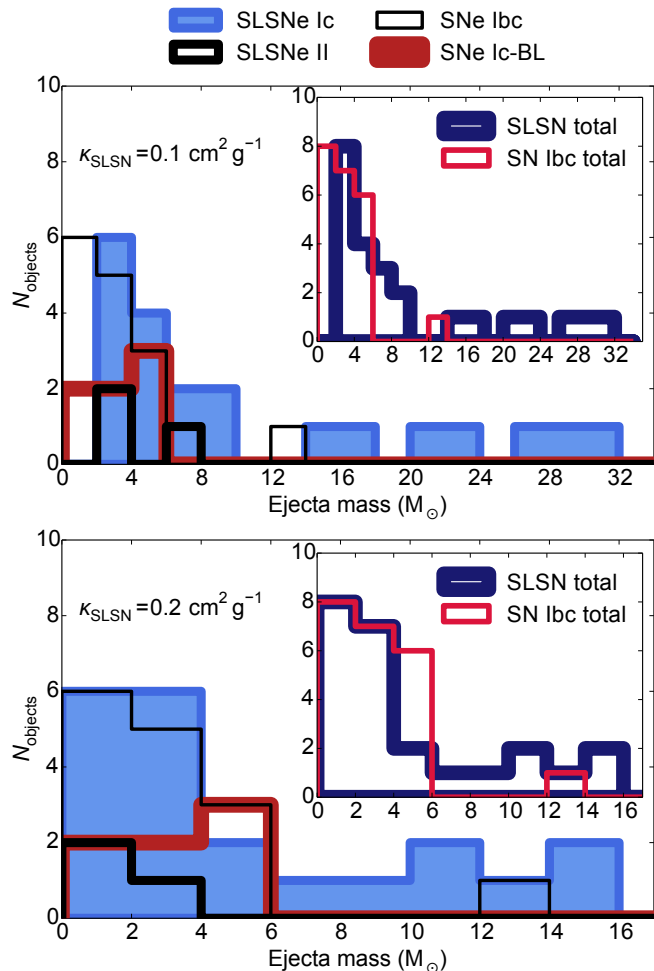 SLSNe Ic SNe Ibc
SLSNe II SNe Ic-BL
10
8
6
4
2
0
N_objects
κ_SLSN = 0.1 cm² g⁻¹
10
8
6
4
2
0
SLSN total
SN Ibc total
0 4 8 12 16 20 24 28 32
0 4 8 12 16 20 24 28 32
Ejecta mass (M_⊙)
10
8
6
4
2
0
N_objects
κ_SLSN = 0.2 cm² g⁻¹
10
8
6
4
2
0
SLSN total
SN Ibc total
0 2 4 6 8 10 12 14 16
0 2 4 6 8 10 12 14 16
Ejecta mass (M_⊙)